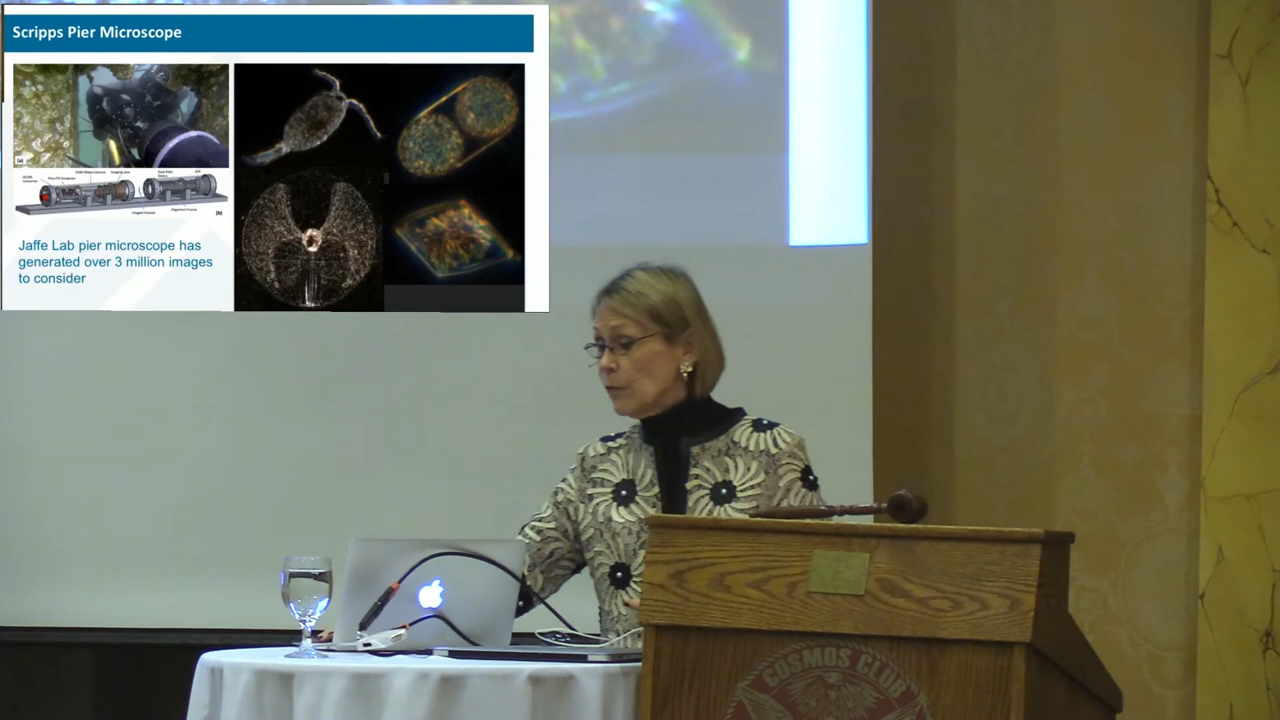 Scripps Pier Microscope
(a)
(b)
Jaffe Lab pier microscope has
generated over 3 million images
to consider
COSMOS CLUB